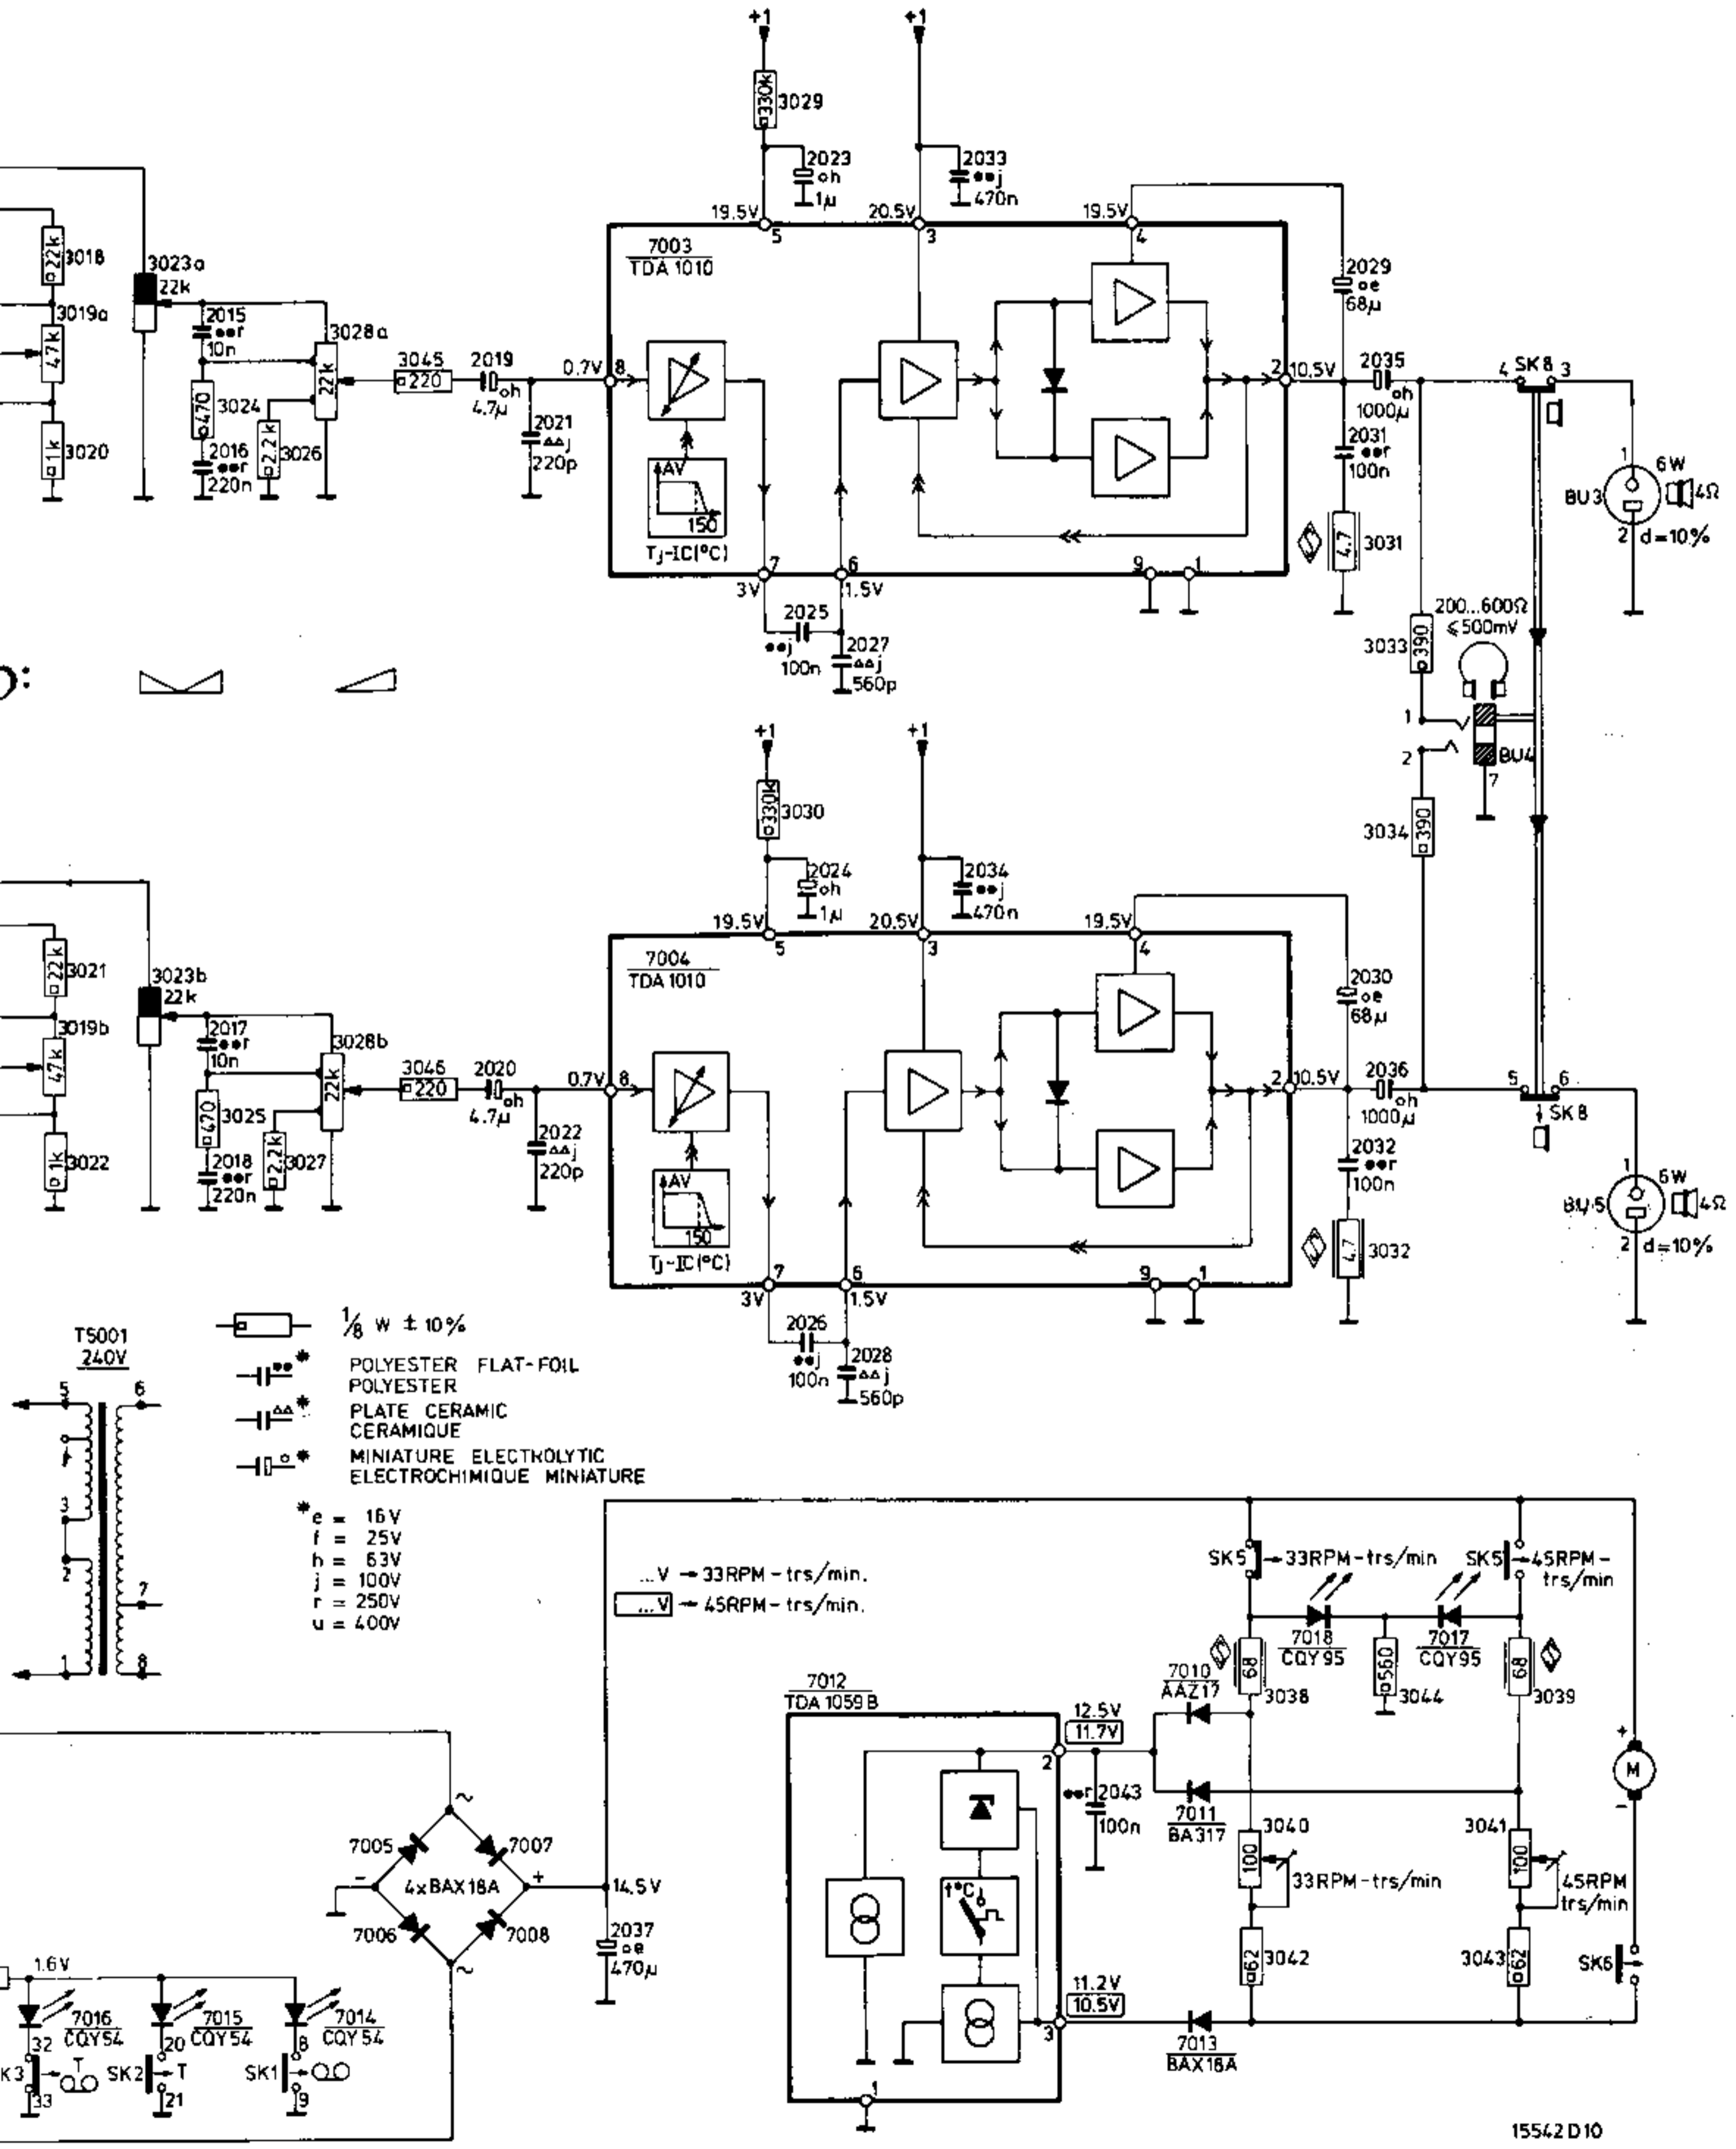 +1
+1
330k
3029
2023
oh
1µ
2033
●●j
470n
19.5V
20.5V
19.5V
5
3
4
7003
TDA 1010
22k
3018
3023a
22k
3019a
47k
2015
●●r
10n
3028a
22k
3045
220
2019
oh
4.7µ
0.7V
8
470
3024
2.2k
3026
1k
3020
2016
●●r
220n
2021
△△j
220p
AV
150
Tj-IC(°C)
2029
oe
68µ
2
10.5V
2035
oh
1000µ
4
SK8
3
2031
●●r
100n
4.7
3031
1
6W
BU3
4Ω
2
d=10%
7
6
9
1
3V
1.5V
2025
●●j
100n
2027
△△j
560p
200...600Ω
≤500mV
390
3033
1
2
BU4
7
390
3034
+1
+1
330k
3030
2024
oh
1µ
2034
●●j
470n
19.5V
20.5V
19.5V
5
3
4
7004
TDA 1010
22k
3021
3023b
22k
3019b
47k
2017
●●r
10n
3028b
22k
3046
220
2020
oh
4.7µ
0.7V
8
470
3025
2.2k
3027
1k
3022
2018
●●r
220n
2022
△△j
220p
AV
150
Tj-IC(°C)
2030
oe
68µ
2
10.5V
2036
oh
1000µ
5
6
SK8
2032
●●r
100n
4.7
3032
1
6W
BU5
4Ω
2
d=10%
7
6
9
1
3V
1.5V
2026
●●j
100n
2028
△△j
560p
T5001
240V
5
6
3
2
7
1
8
1/8 W ± 10%
●● *
POLYESTER FLAT-FOIL
POLYESTER
△△ *
PLATE CERAMIC
CERAMIQUE
o *
MINIATURE ELECTROLYTIC
ELECTROCHIMIQUE MINIATURE
* e = 16V
f = 25V
h = 63V
j = 100V
r = 250V
u = 400V
...V → 33RPM-trs/min.
...V → 45RPM-trs/min.
SK5
33RPM-trs/min
SK5
45RPM-
trs/min
7018
CQY95
7017
CQY95
68
3038
560
3044
68
3039
7012
TDA 1059B
7010
AAZ17
12.5V
11.7V
2
●●r 2043
100n
7011
BA317
3040
100
33RPM-trs/min
3041
100
45RPM
trs/min
+
M
-
t°C
62
3042
3043
62
SK6
11.2V
10.5V
3
7013
BAX18A
1
~
7005
7007
-
4xBAX18A
+
14.5V
7006
7008
~
2037
oe
470µ
1.6V
7016
CQY54
7015
CQY54
7014
CQY54
32
20
8
K3
T
SK2
T
SK1
33
21
9
15542D10